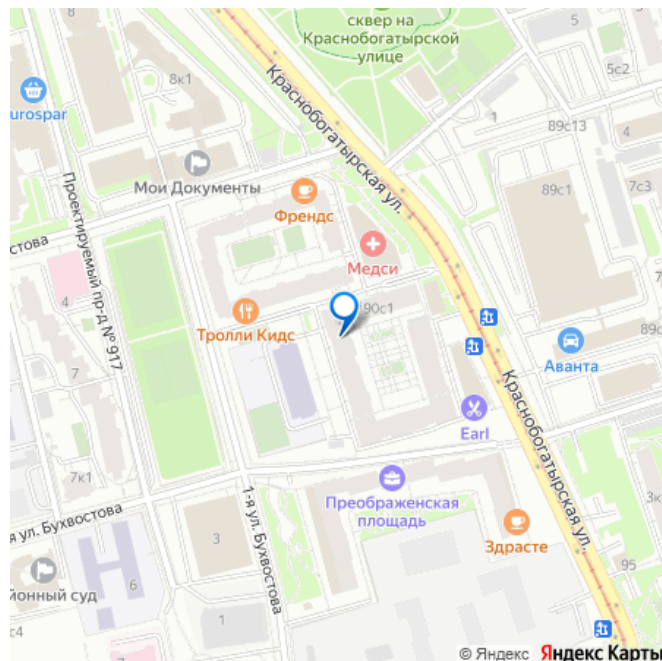 8
сквер на
Краснобогатырской
улице
5
5с2
8к1
urospar
Краснобогатырская ул.
1
89с13
4
Мои Документы
89с1
7с3
Френдс
Проектируемый пр-д № 917
стова
Медси
4
90с1
Тролли Кидс
89с
Аванта
7
Earl
Краснобогатырская ул.
7к1
Преображенская
площадь
я ул. Бухвостова
1-я ул. Бухвостова
3к
3
Здрасте
йонный суд
6
95
1
с4
© Яндекс Яндекс Карты